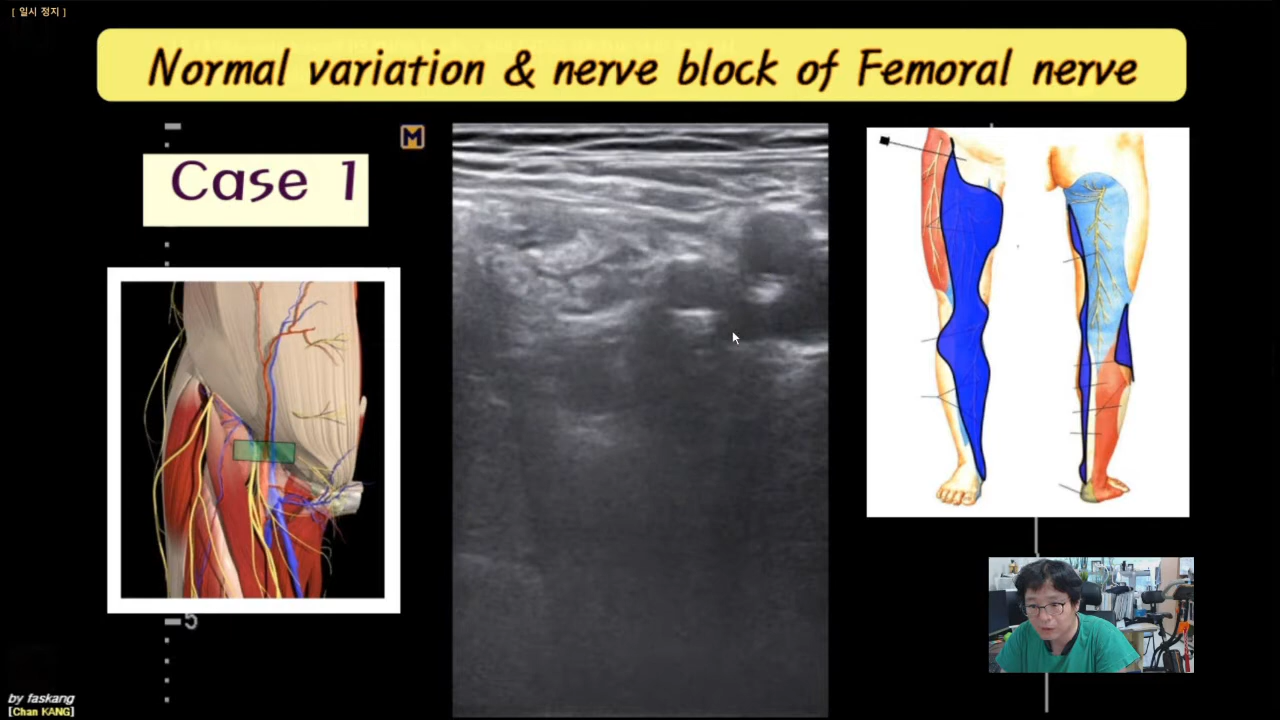 [ 일시 정지 ]
Normal variation & nerve block of Femoral nerve
M
Case 1
5
by faskang
[Chan KANG]